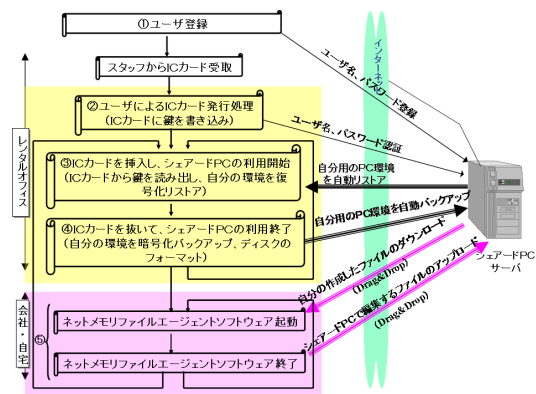 ①ユーザ登録
スタッフからICカード受取
②ユーザによるICカード発行処理
(ICカードに鍵を書き込み)
③ICカードを挿入し、シェアードPCの利用開始
(ICカードから鍵を読み出し、自分の環境を復
号化リストア)
④ICカードを抜いて、シェアードPCの利用終了
(自分の環境を暗号化バックアップ、ディスクの
フォーマット)
⑤
ネットメモリファイルエージェントソフトウェア起動
ネットメモリファイルエージェントソフトウェア終了
レンタルオフィス
会社・自宅
インターネット
ユーザ名、パスワード登録
ユーザ名、パスワード認証
自分用のPC環境
を自動リストア
自分用のPC環境を自動バックアップ
自分の作成したファイルのダウンロード
(Drag&Drop)
シェアードPCで編集するファイルのアップロード
(Drag&Drop)
シェアードPC
サーバ